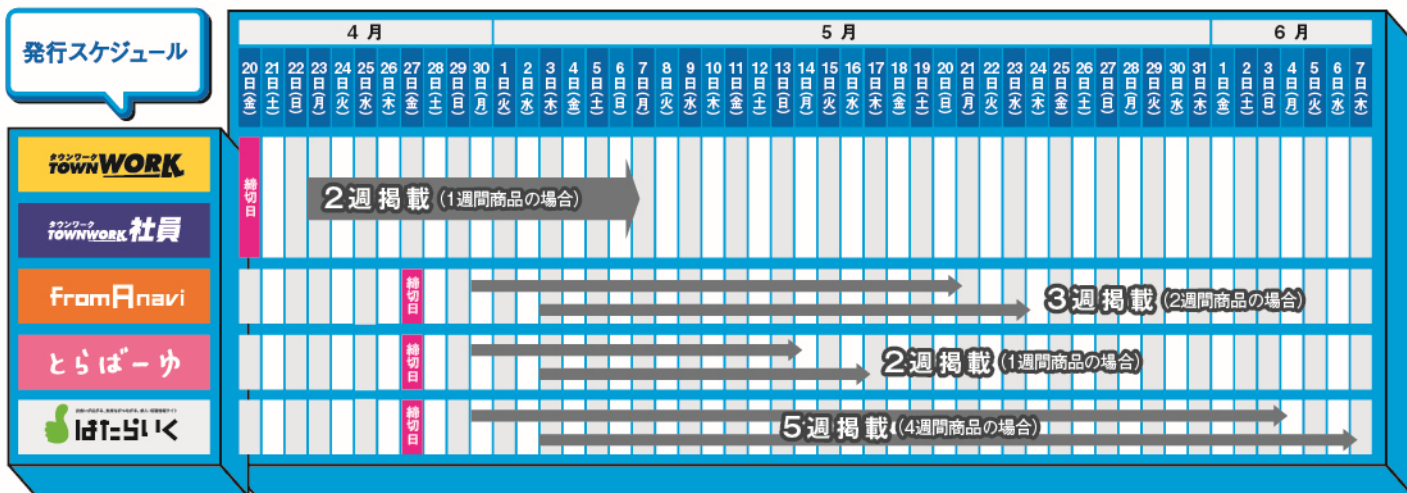 発行スケジュール
4月
5月
6月
20日(金)
21日(土)
22日(日)
23日(月)
24日(火)
25日(水)
26日(木)
27日(金)
28日(土)
29日(日)
30日(月)
1日(火)
2日(水)
3日(木)
4日(金)
5日(土)
6日(日)
7日(月)
8日(火)
9日(水)
10日(木)
11日(金)
12日(土)
13日(日)
14日(月)
15日(火)
16日(水)
17日(木)
18日(金)
19日(土)
20日(日)
21日(月)
22日(火)
23日(水)
24日(木)
25日(金)
26日(土)
27日(日)
28日(月)
29日(火)
30日(水)
31日(木)
1日(金)
2日(土)
3日(日)
4日(月)
5日(火)
6日(水)
7日(木)
タウンワーク
TOWNWORK
締切日
2週掲載(1週間商品の場合)
タウンワーク
TOWNWORK社員
fromAnavi
締切日
3週掲載(2週間商品の場合)
とらばーゆ
締切日
2週掲載(1週間商品の場合)
はたらいく
締切日
5週掲載(4週間商品の場合)